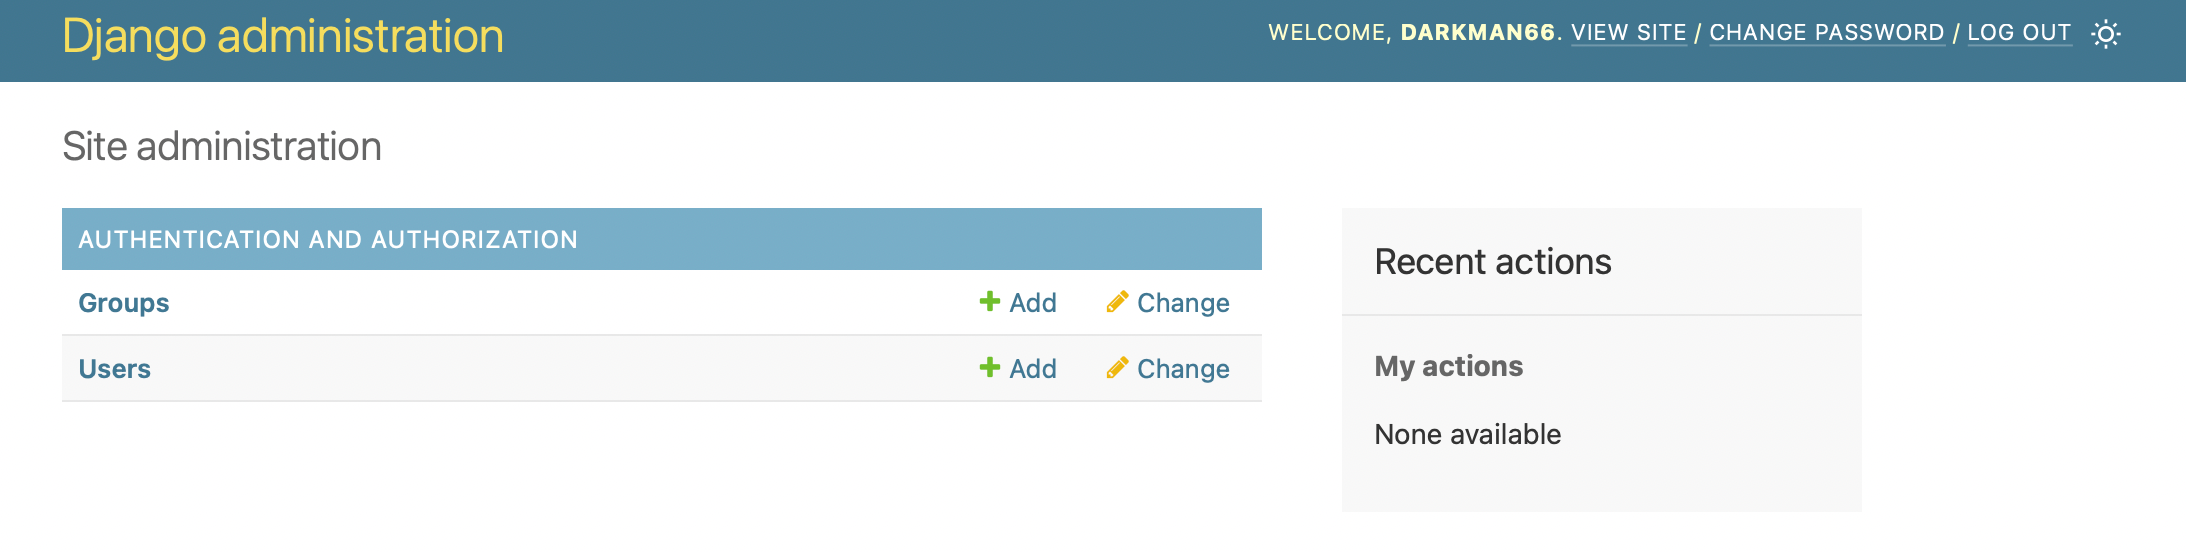 Django administration
WELCOME, DARKMAN66. VIEW SITE / CHANGE PASSWORD / LOG OUT
Site administration
AUTHENTICATION AND AUTHORIZATION
Groups Add Change
Users Add Change
Recent actions
My actions
None available